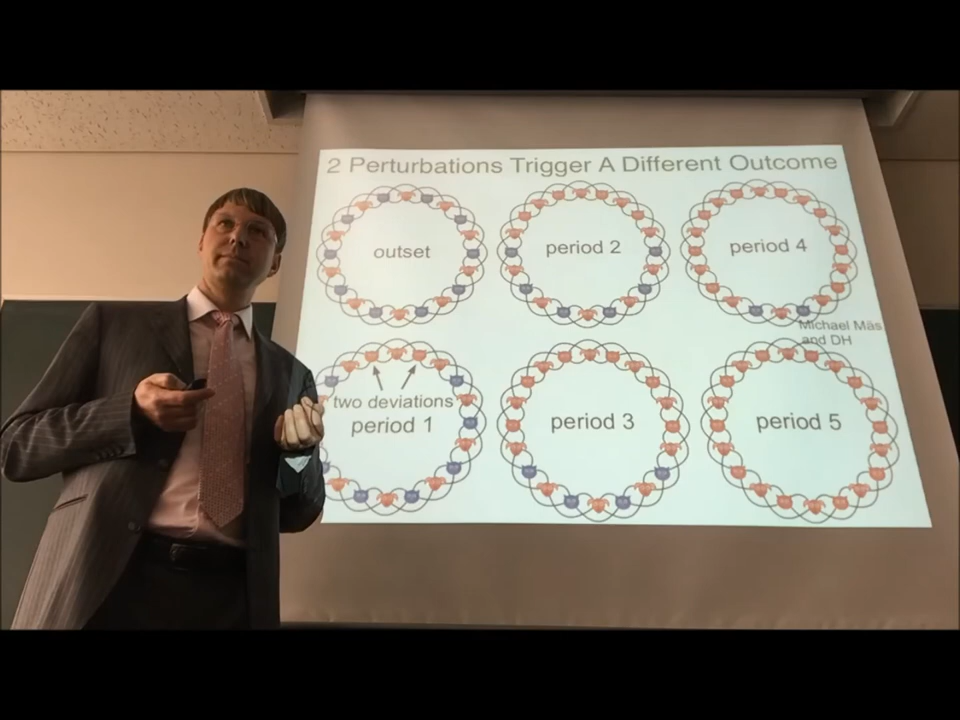 2 Perturbations Trigger A Different Outcome
outset
period 2
period 4
Michael Mäs
and DH
two deviations
period 1
period 3
period 5